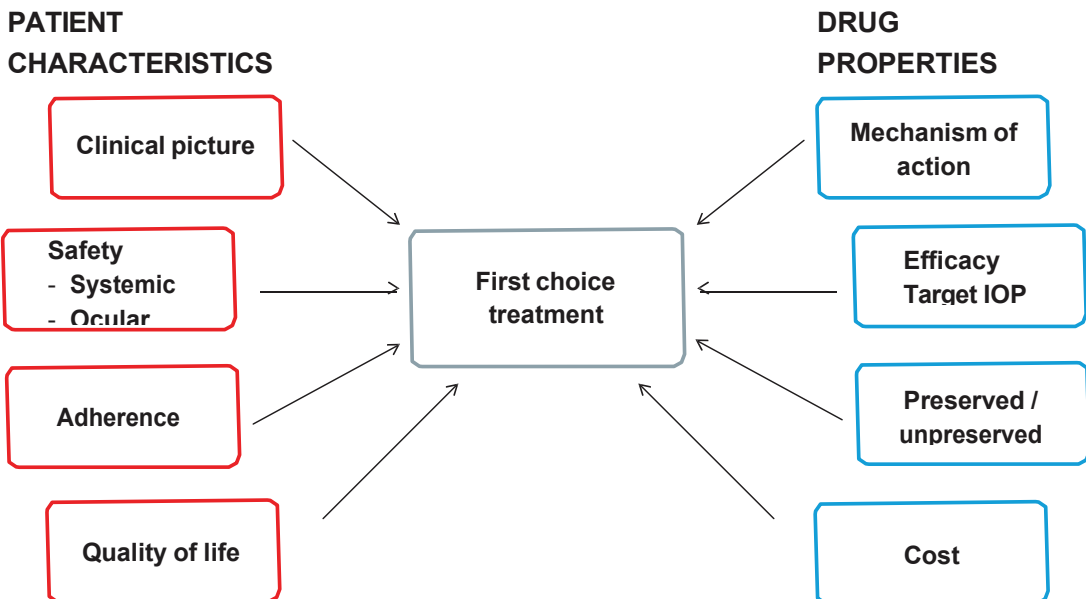 PATIENT
CHARACTERISTICS
Clinical picture
Safety
- Systemic
- Ocular
Adherence
Quality of life
First choice
treatment
DRUG
PROPERTIES
Mechanism of
action
Efficacy
Target IOP
Preserved /
unpreserved
Cost